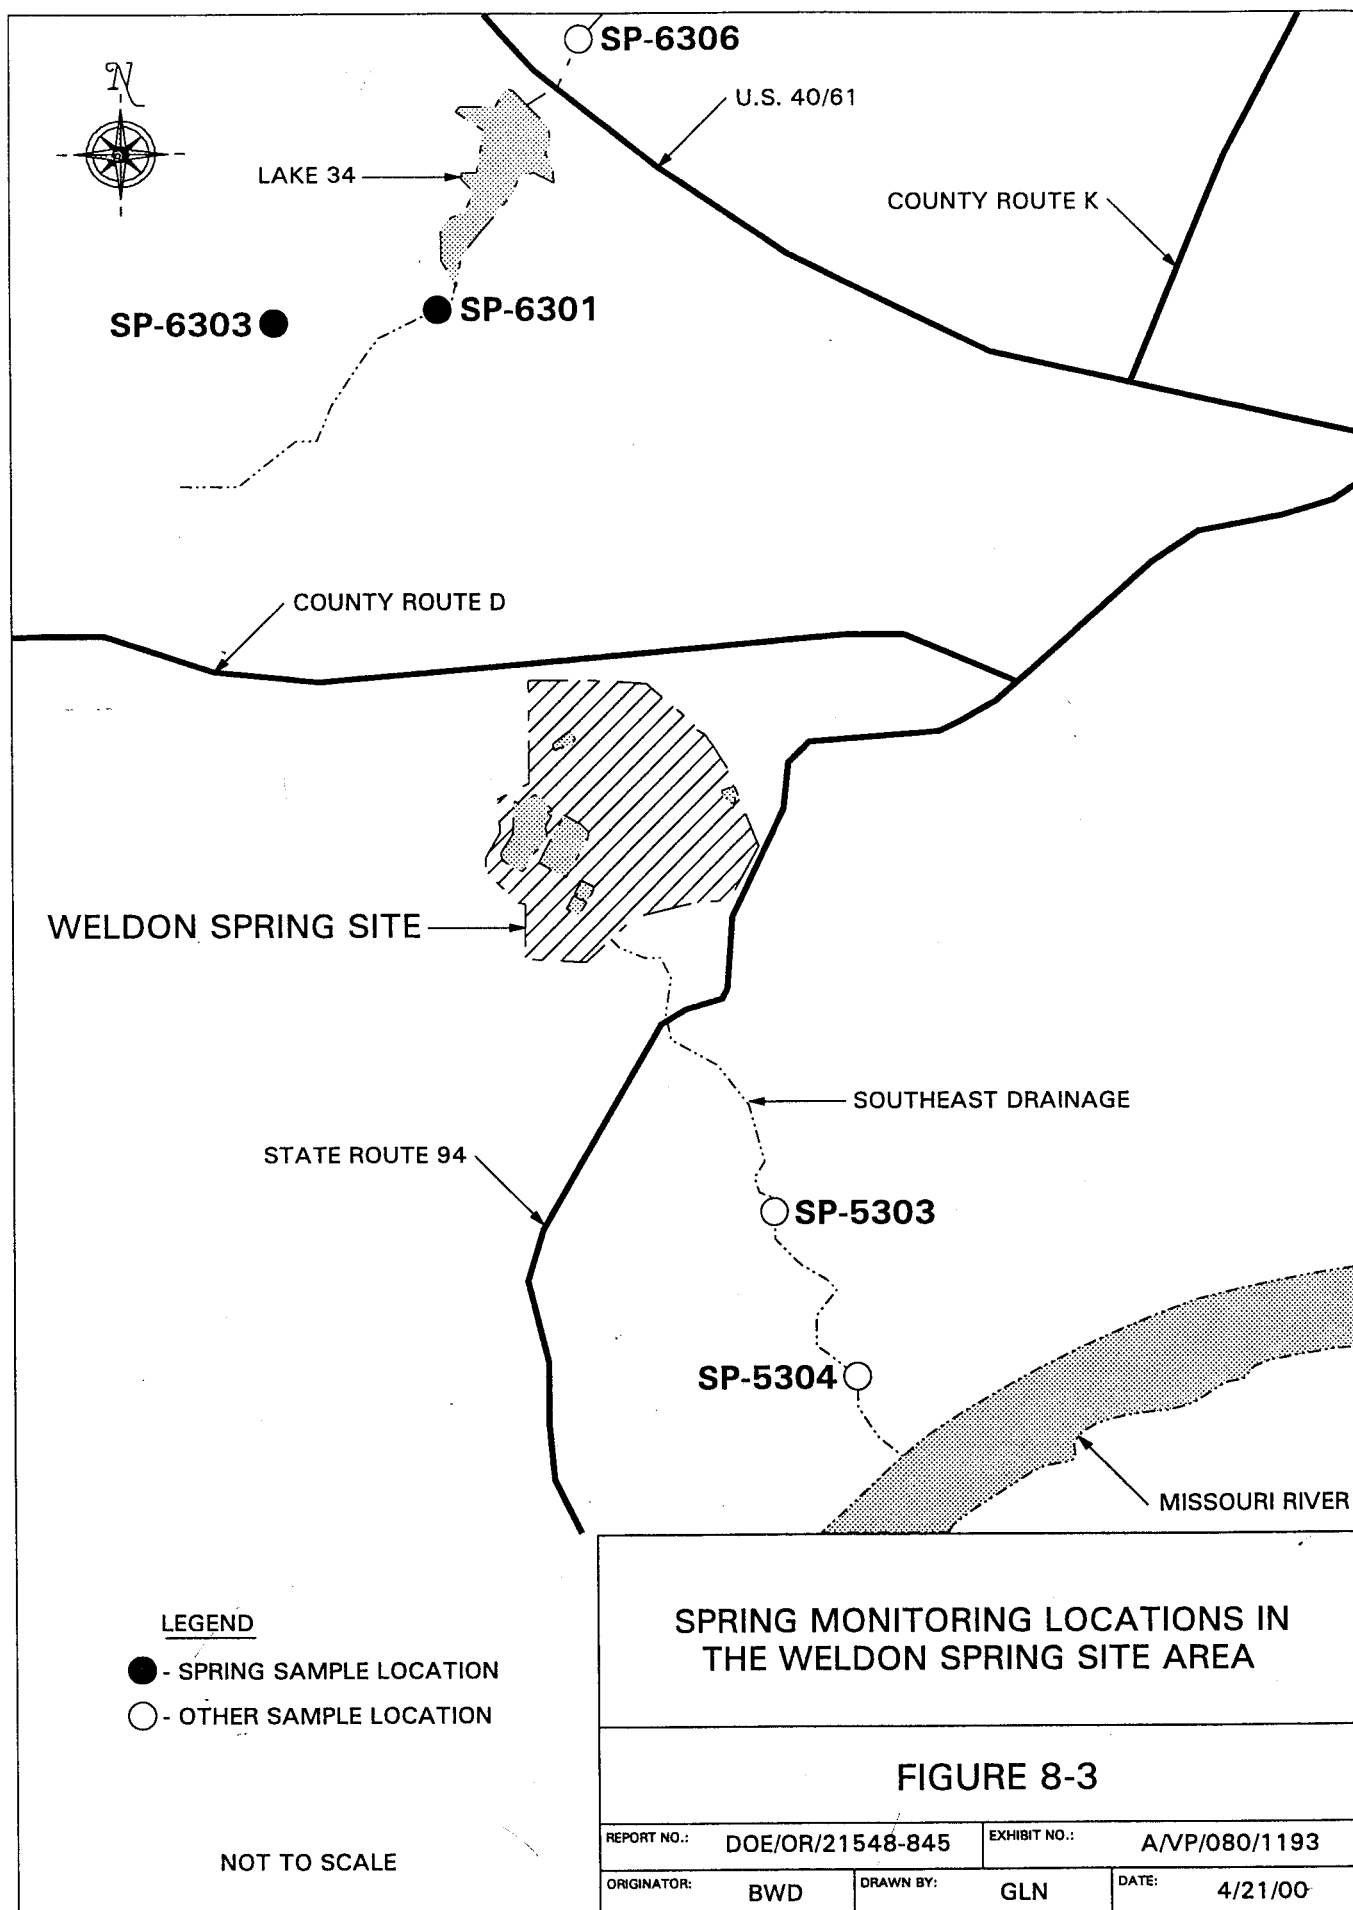 SP-6306
N
U.S. 40/61
LAKE 34
COUNTY ROUTE K
SP-6303
SP-6301
COUNTY ROUTE D
WELDON SPRING SITE
SOUTHEAST DRAINAGE
STATE ROUTE 94
SP-5303
SP-5304
MISSOURI RIVER
LEGEND
- SPRING SAMPLE LOCATION
- OTHER SAMPLE LOCATION
NOT TO SCALE
SPRING MONITORING LOCATIONS IN
THE WELDON SPRING SITE AREA
FIGURE 8-3
REPORT NO.: DOE/OR/21548-845 EXHIBIT NO.: A/VP/080/1193
ORIGINATOR: BWD DRAWN BY: GLN DATE: 4/21/00